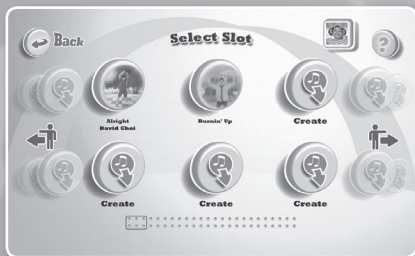 Back
Select Slot
?
Alright
David Choi
Burnin' Up
Create
Create
Create
Create